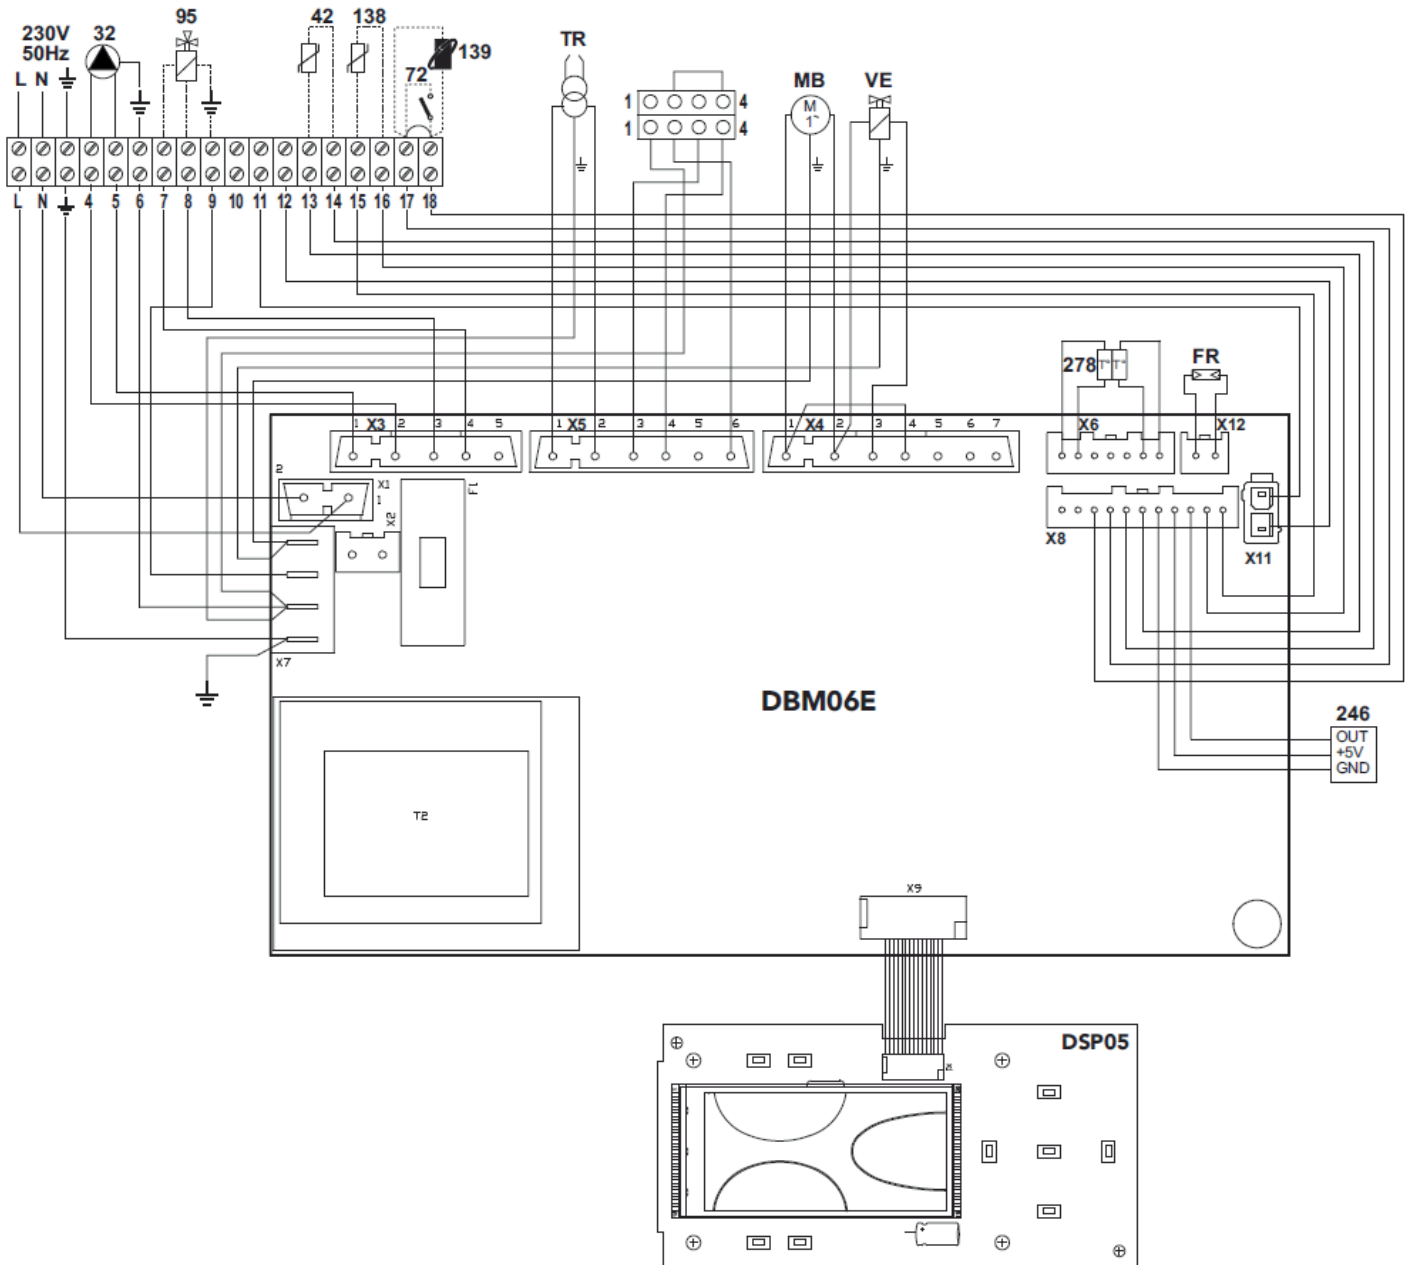 230V 32 95 42 138
50Hz
L N
139
72
TR
MB
VE
M
1~
1 4
1 4
L N 4 5 6 7 8 9 10 11 12 13 14 15 16 17 18
278 T° T°
FR
1 X3 2 3 4 5
1 X5 2 3 4 5 6
1 X4 2 3 4 5 6 7
X6
X12
2
X1
1
F1
X2
X8
X11
X7
DBM06E
246
OUT
+5V
GND
T2
X9
DSP05